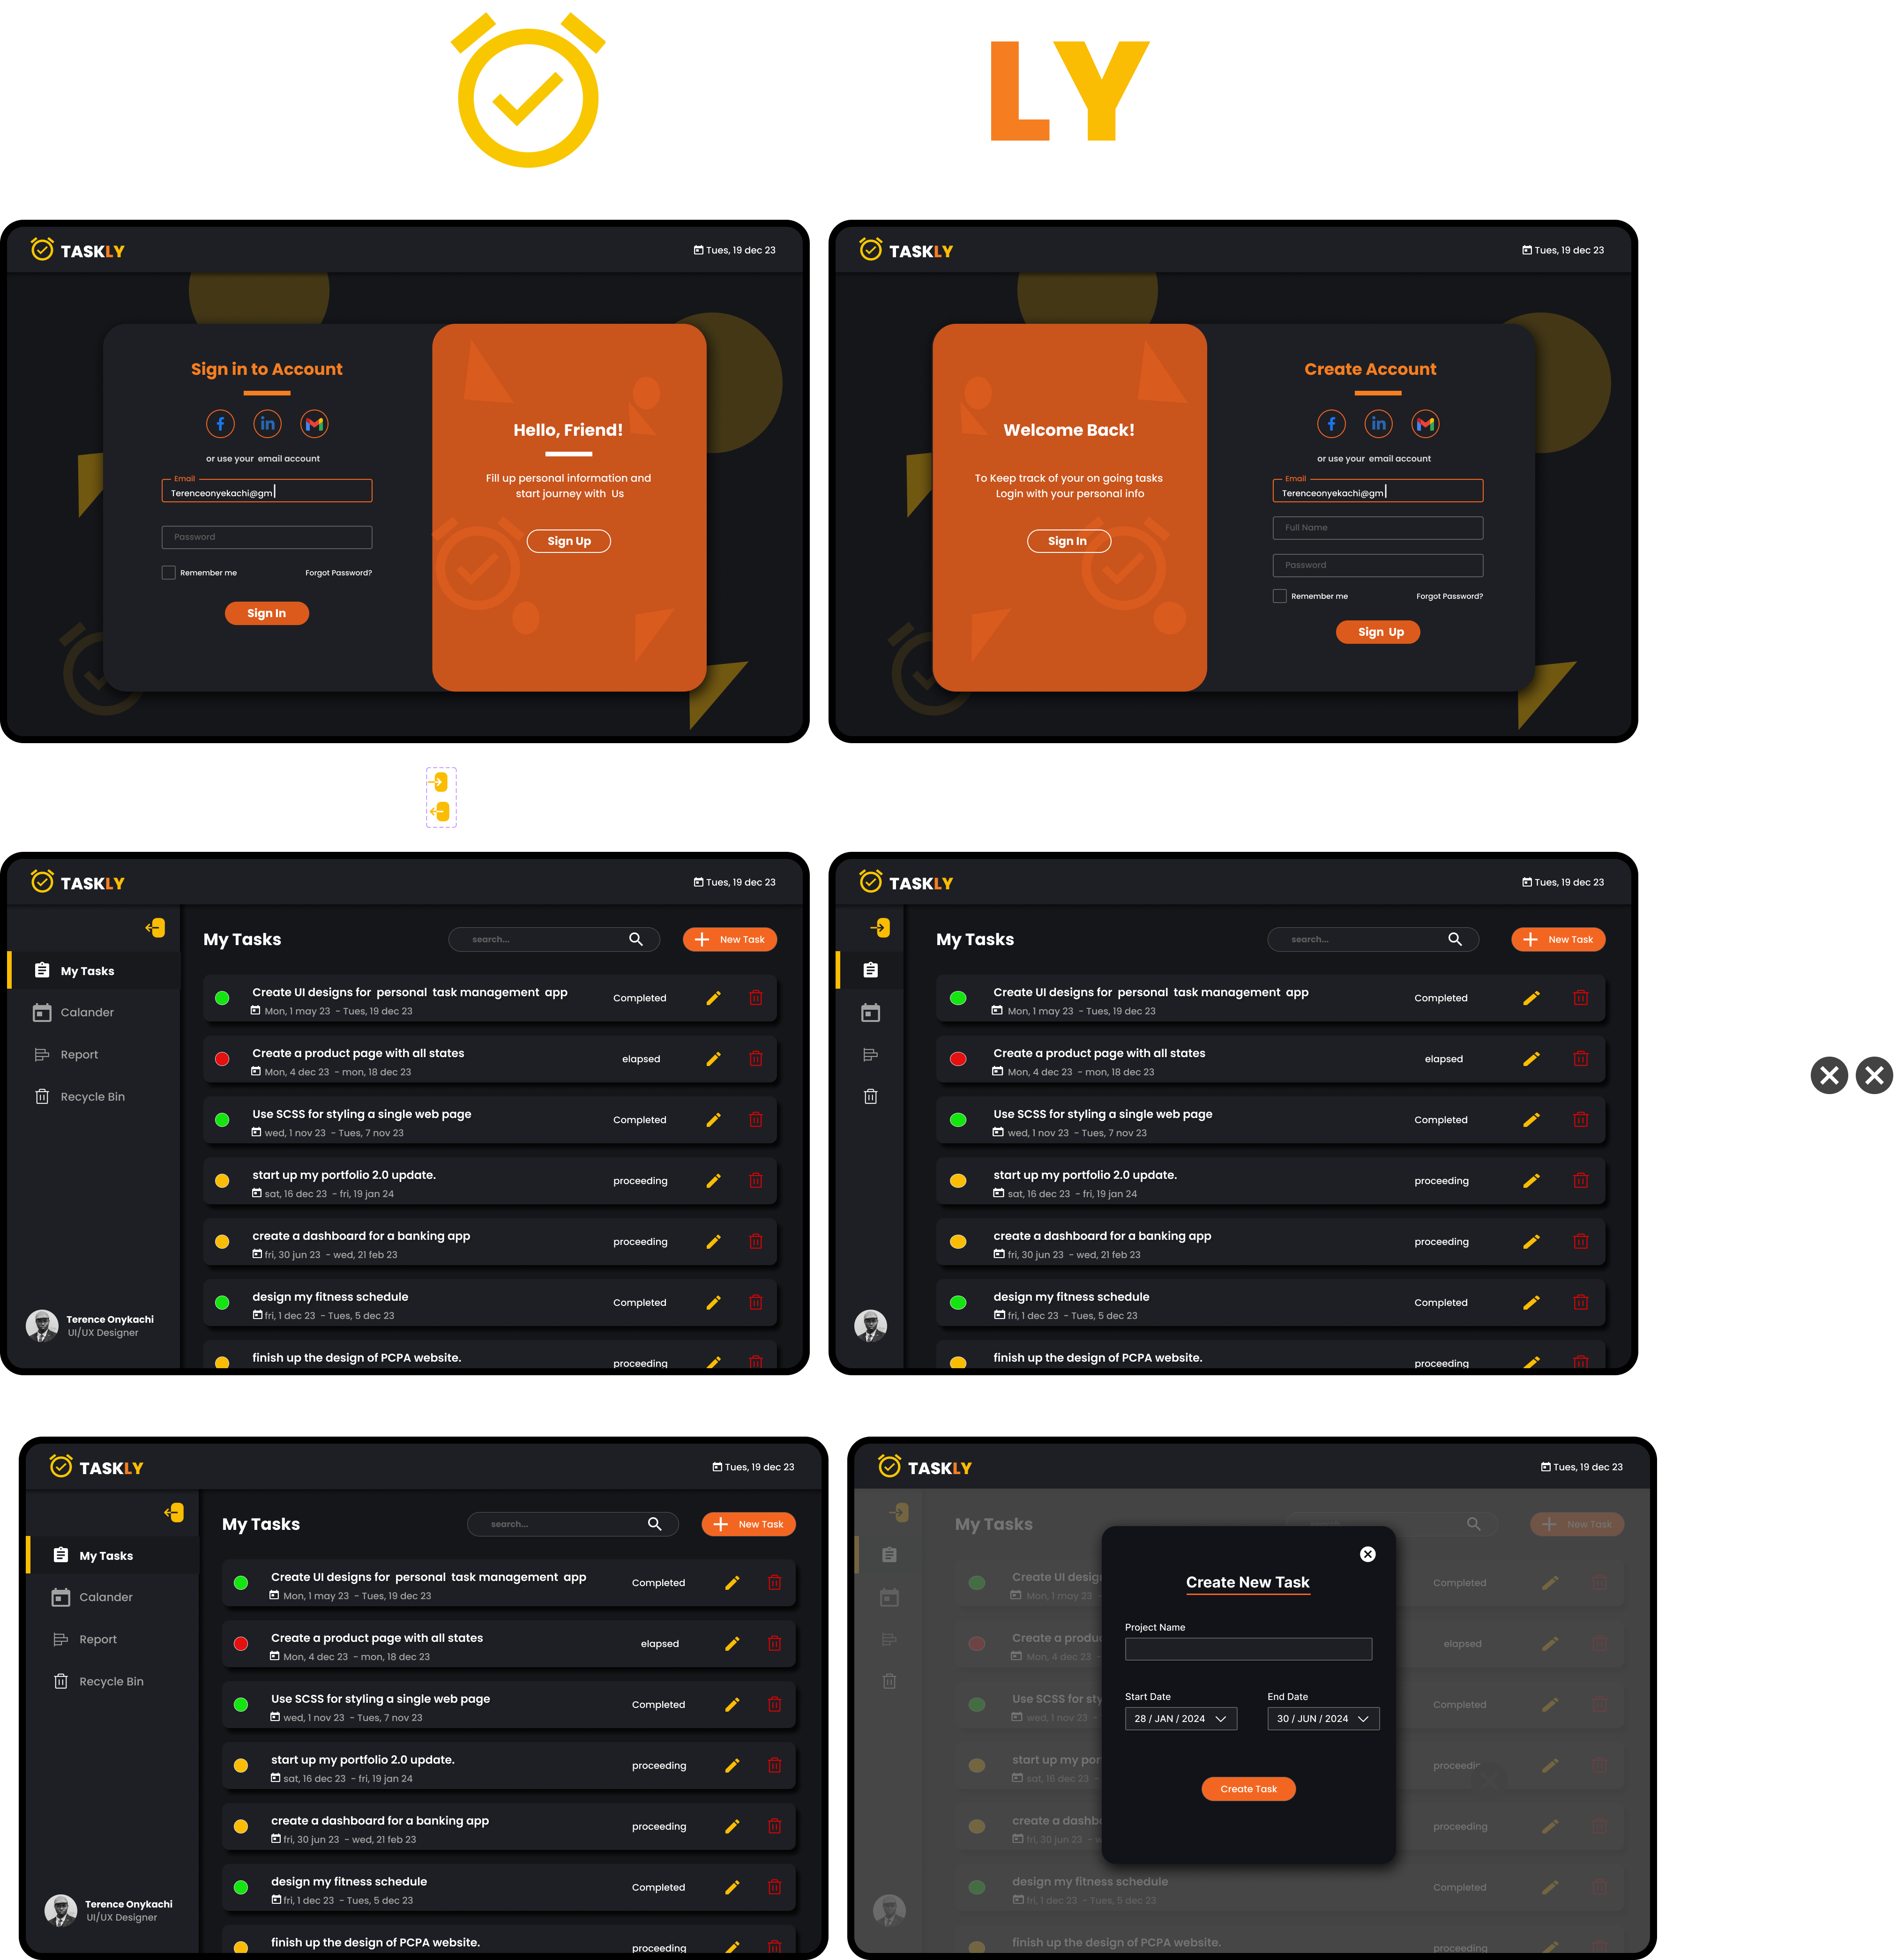 LY
TASKLY
Tues, 19 dec 23
Sign in to Account
or use your email account
Email
Terenceonyekachi@gm
Password
Remember me
Forgot Password?
Sign In
Hello, Friend!
Fill up personal information and
start journey with Us
Sign Up
TASKLY
Tues, 19 dec 23
Welcome Back!
To Keep track of your on going tasks
Login with your personal info
Sign In
Create Account
or use your email account
Email
Terenceonyekachi@gm
Full Name
Password
Remember me
Forgot Password?
Sign Up
TASKLY
Tues, 19 dec 23
My Tasks
Calander
Report
Recycle Bin
Terence Onykachi
UI/UX Designer
My Tasks
search...
New Task
Create UI designs for personal task management app
Mon, 1 may 23 - Tues, 19 dec 23
Completed
Create a product page with all states
Mon, 4 dec 23 - mon, 18 dec 23
elapsed
Use SCSS for styling a single web page
wed, 1 nov 23 - Tues, 7 nov 23
Completed
start up my portfolio 2.0 update.
sat, 16 dec 23 - fri, 19 jan 24
proceeding
create a dashboard for a banking app
fri, 30 jun 23 - wed, 21 feb 23
proceeding
design my fitness schedule
fri, 1 dec 23 - Tues, 5 dec 23
Completed
finish up the design of PCPA website.
proceeding
TASKLY
Tues, 19 dec 23
My Tasks
search...
New Task
Create UI designs for personal task management app
Mon, 1 may 23 - Tues, 19 dec 23
Completed
Create a product page with all states
Mon, 4 dec 23 - mon, 18 dec 23
elapsed
Use SCSS for styling a single web page
wed, 1 nov 23 - Tues, 7 nov 23
Completed
start up my portfolio 2.0 update.
sat, 16 dec 23 - fri, 19 jan 24
proceeding
create a dashboard for a banking app
fri, 30 jun 23 - wed, 21 feb 23
proceeding
design my fitness schedule
fri, 1 dec 23 - Tues, 5 dec 23
Completed
finish up the design of PCPA website.
proceeding
TASKLY
Tues, 19 dec 23
My Tasks
Calander
Report
Recycle Bin
Terence Onykachi
UI/UX Designer
My Tasks
search...
New Task
Create UI designs for personal task management app
Mon, 1 may 23 - Tues, 19 dec 23
Completed
Create a product page with all states
Mon, 4 dec 23 - mon, 18 dec 23
elapsed
Use SCSS for styling a single web page
wed, 1 nov 23 - Tues, 7 nov 23
Completed
start up my portfolio 2.0 update.
sat, 16 dec 23 - fri, 19 jan 24
proceeding
create a dashboard for a banking app
fri, 30 jun 23 - wed, 21 feb 23
proceeding
design my fitness schedule
fri, 1 dec 23 - Tues, 5 dec 23
Completed
finish up the design of PCPA website.
proceeding
TASKLY
Tues, 19 dec 23
My Tasks
New Task
Create UI desig
Mon, 1 may 23 -
Completed
Create a produc
Mon, 4 dec 23 -
elapsed
Use SCSS for sty
wed, 1 nov 23 -
Completed
start up my por
sat, 16 dec 23 -
proceedir
create a dashbo
fri, 30 jun 23 - w
proceeding
design my fitness schedule
fri, 1 dec 23 - Tues, 5 dec 23
Completed
finish up the design of PCPA website.
proceeding
Create New Task
Project Name
Start Date
End Date
28 / JAN / 2024
30 / JUN / 2024
Create Task